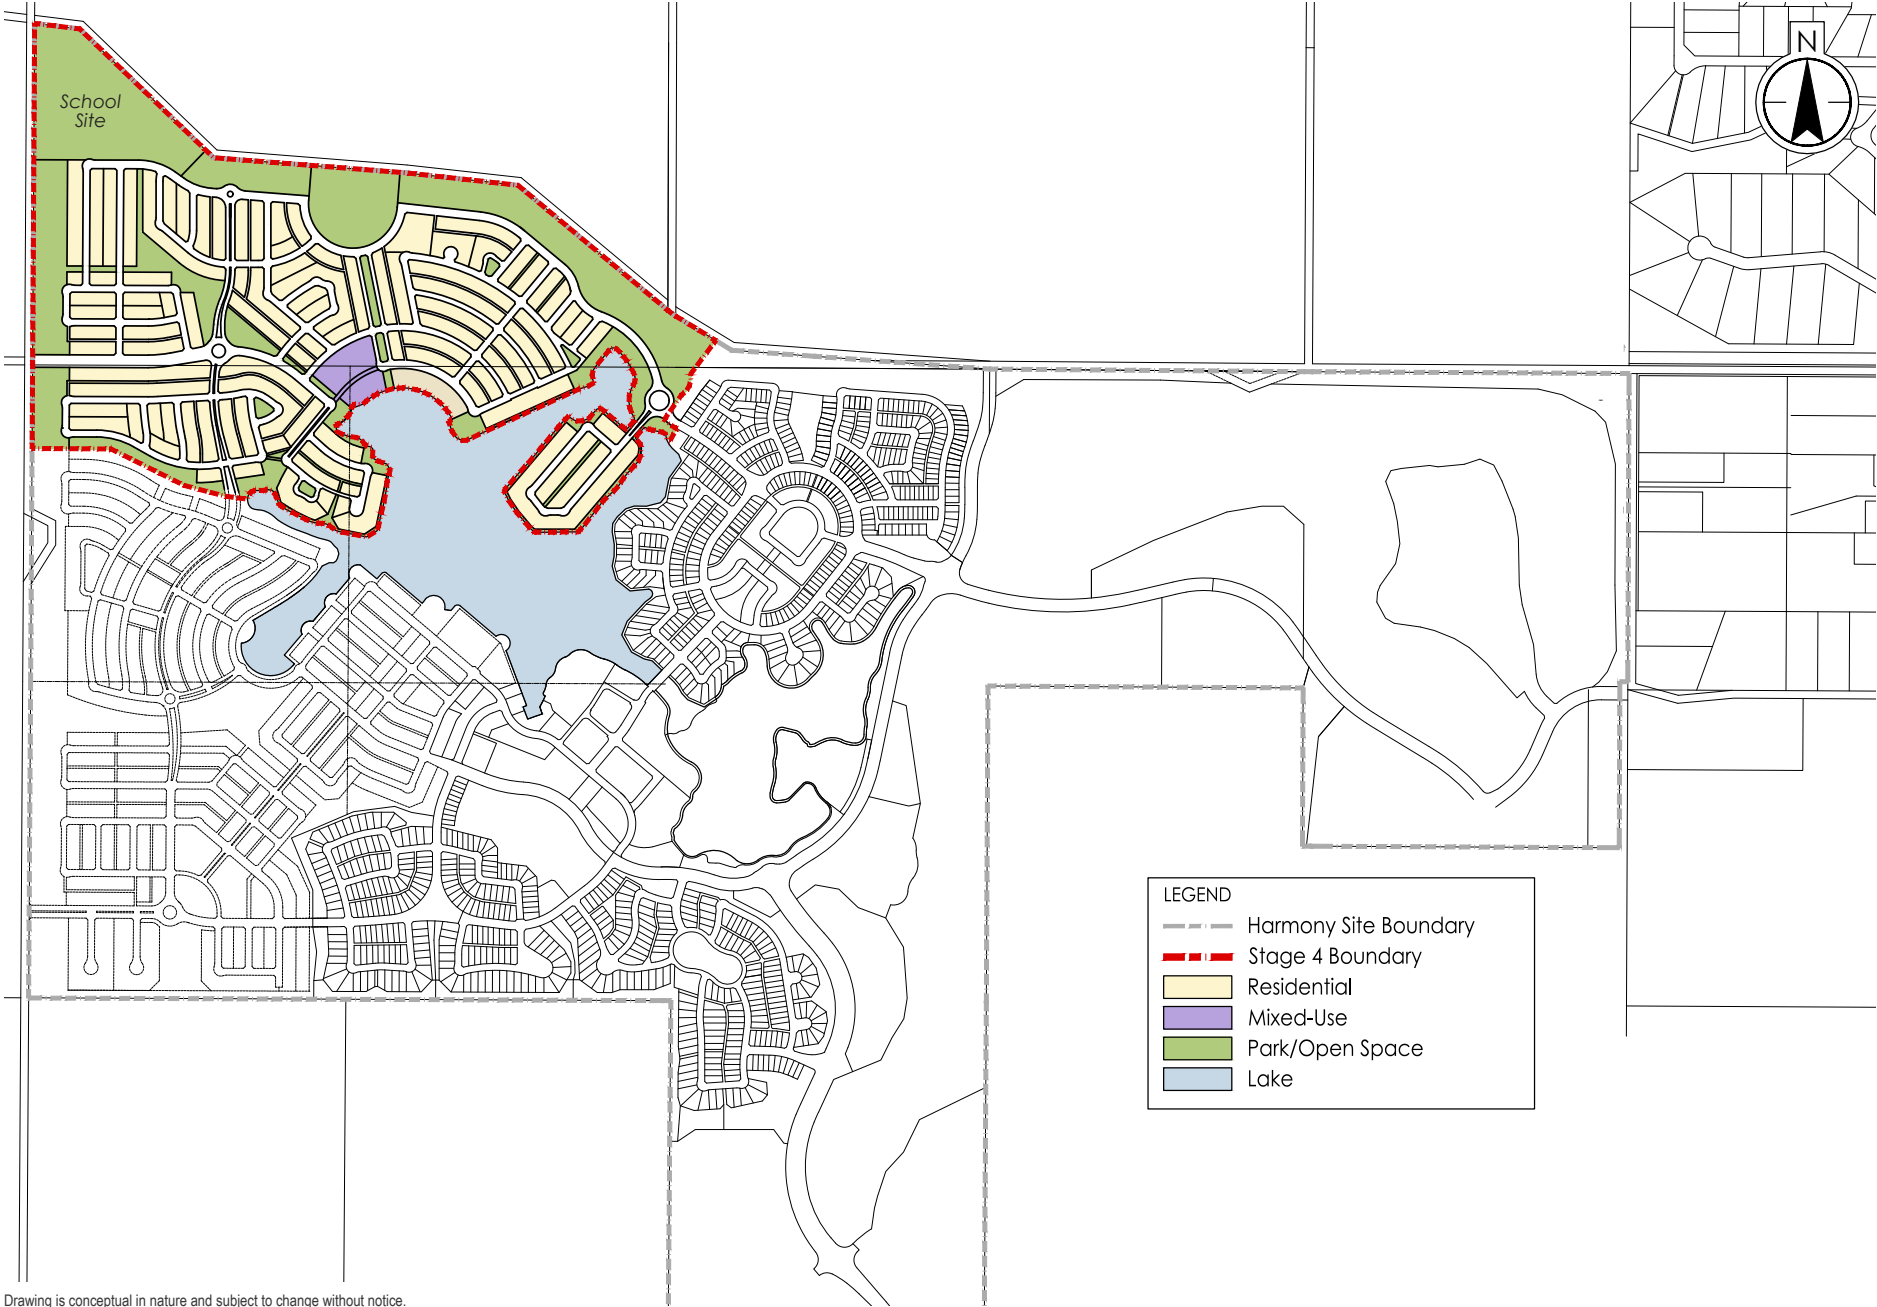 School
Site
N
LEGEND
Harmony Site Boundary
Stage 4 Boundary
Residential
Mixed-Use
Park/Open Space
Lake
Drawing is conceptual in nature and subject to change without notice.